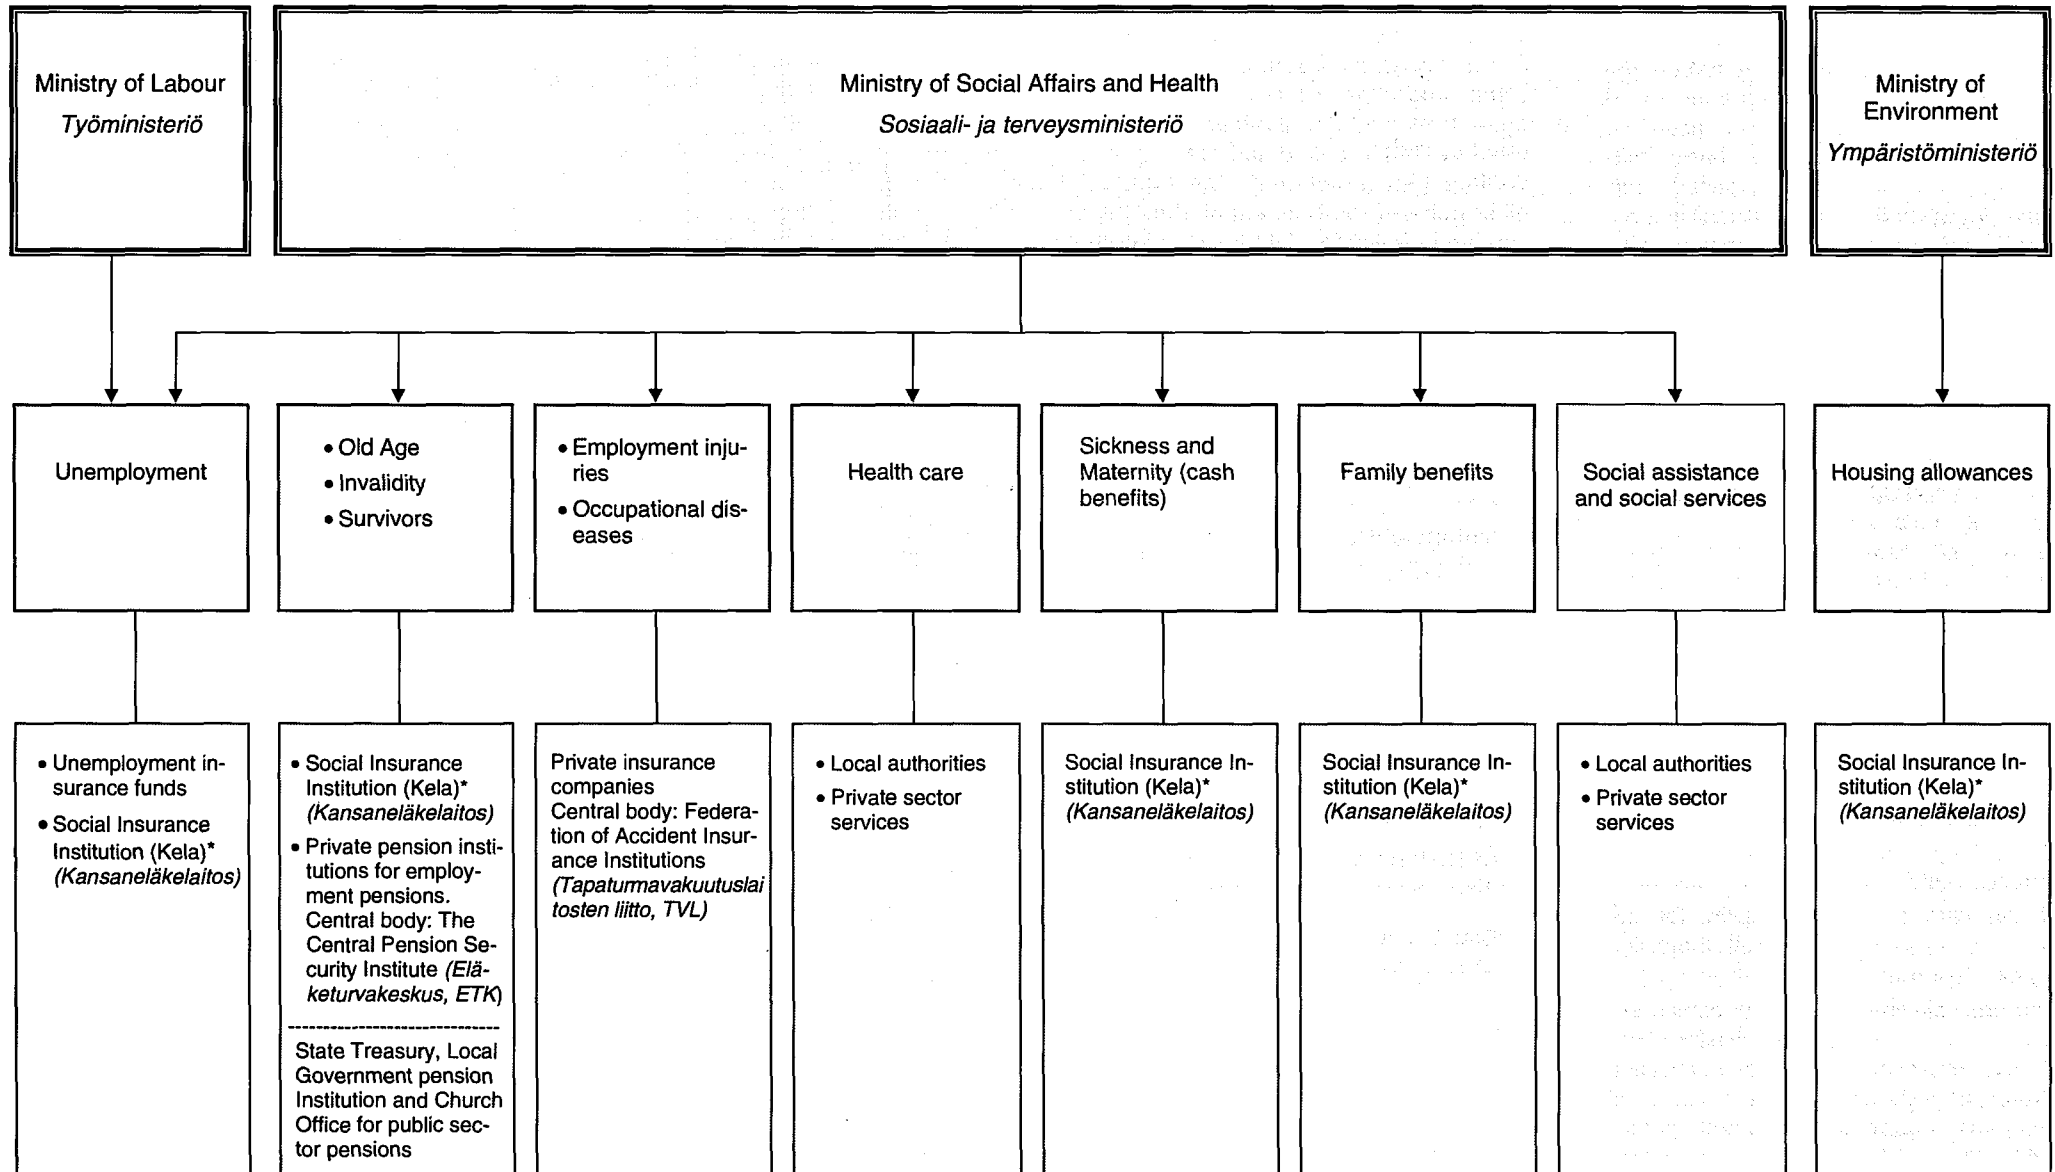 Ministry of Labour
Työministeriö
Ministry of Social Affairs and Health
Sosiaali- ja terveysministeriö
Ministry of
Environment
Ympäristöministeriö
Unemployment
• Old Age
• Invalidity
• Survivors
• Employment inju-
ries
• Occupational dis-
eases
Health care
Sickness and
Maternity (cash
benefits)
Family benefits
Social assistance
and social services
Housing allowances
• Unemployment in-
surance funds
• Social Insurance
Institution (Kela)*
(Kansaneläkelaitos)
• Social Insurance
Institution (Kela)*
(Kansaneläkelaitos)
• Private pension insti-
tutions for employ-
ment pensions.
Central body: The
Central Pension Se-
curity Institute (Elä-
keturvakeskus, ETK)
State Treasury, Local
Government pension
Institution and Church
Office for public sec-
tor pensions
Private insurance
companies
Central body: Federa-
tion of Accident Insur-
ance Institutions
(Tapaturmavakuutuslai
tosten liitto, TVL)
• Local authorities
• Private sector
services
Social Insurance In-
stitution (Kela)*
(Kansaneläkelaitos)
Social Insurance In-
stitution (Kela)*
(Kansaneläkelaitos)
• Local authorities
• Private sector
services
Social Insurance In-
stitution (Kela)*
(Kansaneläkelaitos)